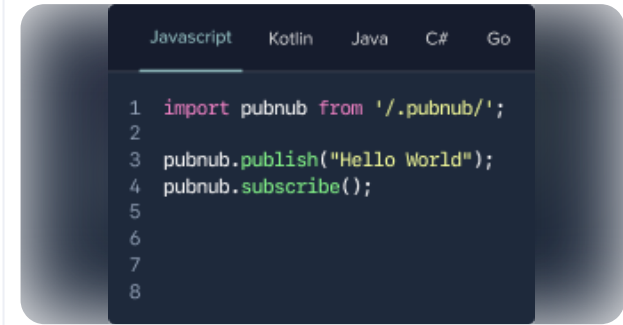 Javascript Kotlin Java C# Go
1 import pubnub from '/.pubnub/';
2
3 pubnub.publish("Hello World");
4 pubnub.subscribe();
5
6
7
8